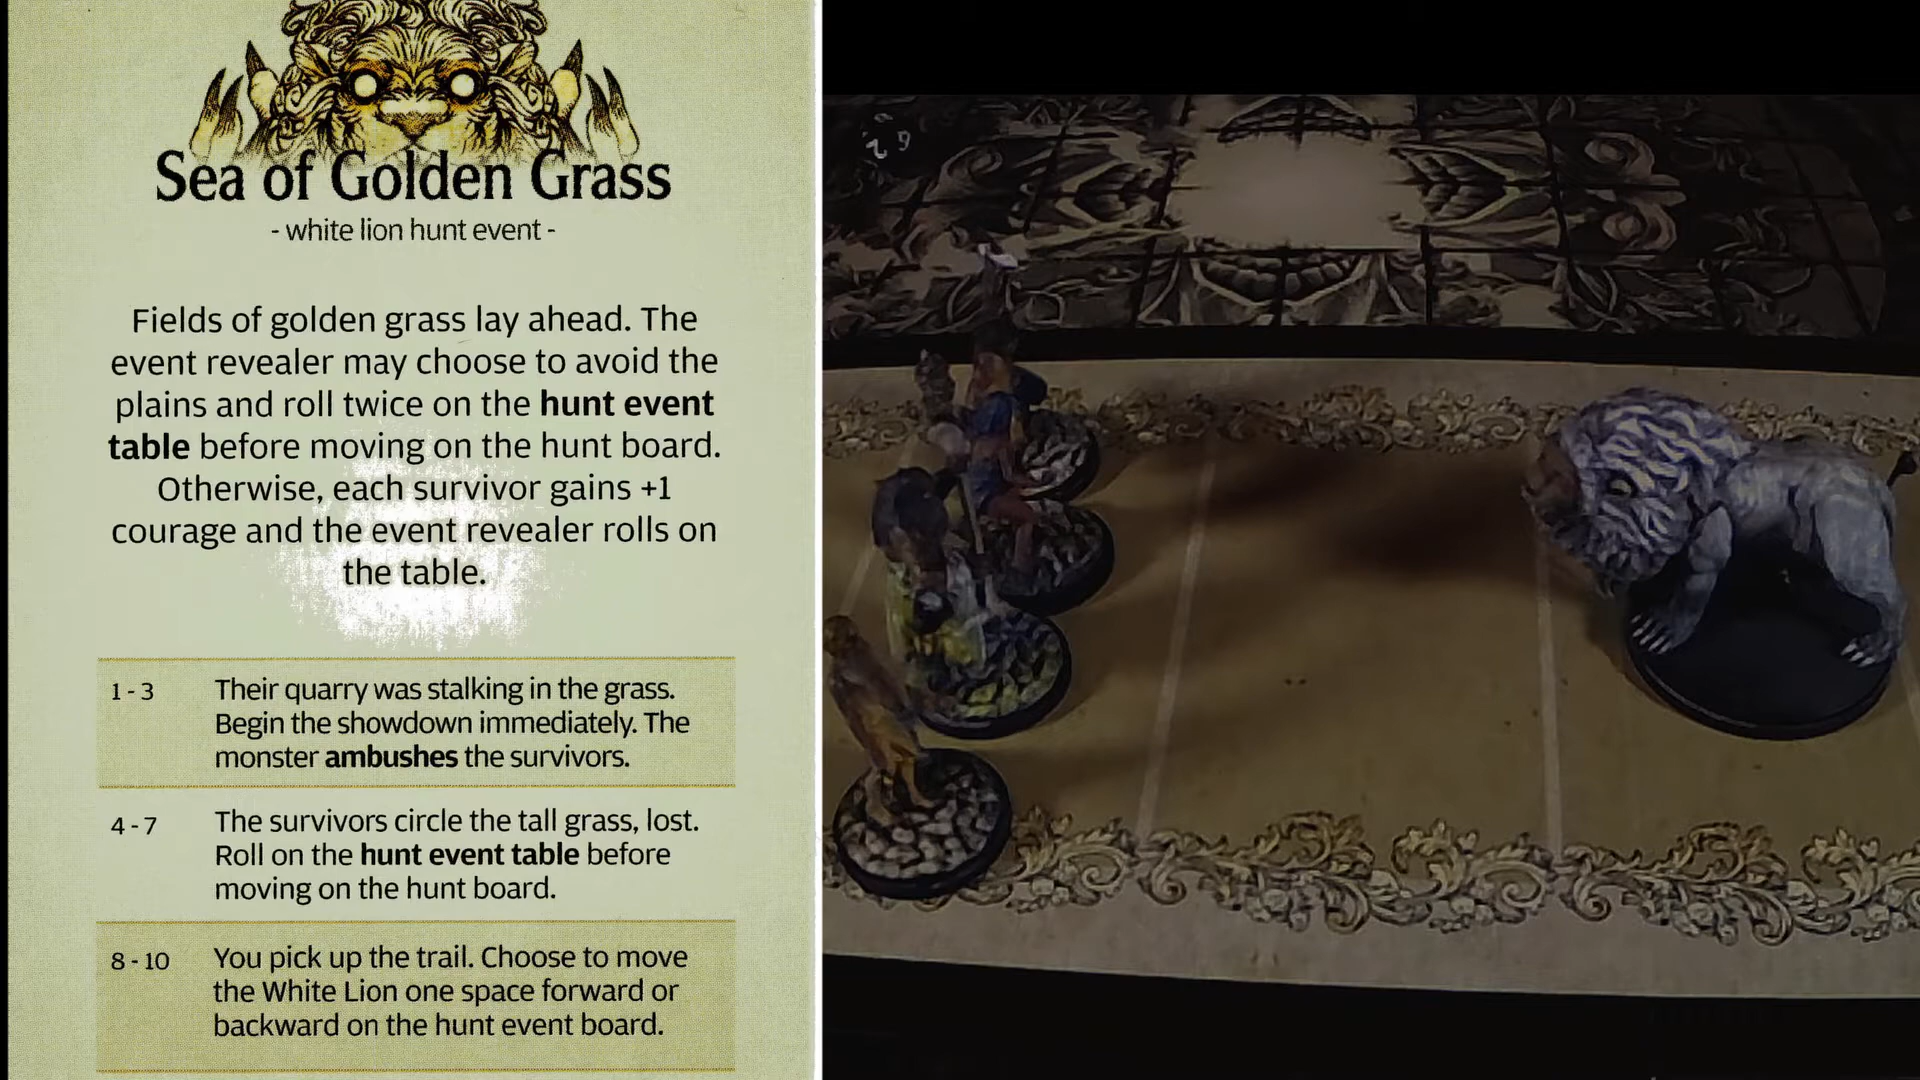 Sea of Golden Grass
- white lion hunt event -
Fields of golden grass lay ahead. The
event revealer may choose to avoid the
plains and roll twice on the hunt event
table before moving on the hunt board.
Otherwise, each survivor gains +1
courage and the event revealer rolls on
the table.
1 - 3 Their quarry was stalking in the grass.
Begin the showdown immediately. The
monster ambushes the survivors.
4 - 7 The survivors circle the tall grass, lost.
Roll on the hunt event table before
moving on the hunt board.
8 - 10 You pick up the trail. Choose to move
the White Lion one space forward or
backward on the hunt event board.